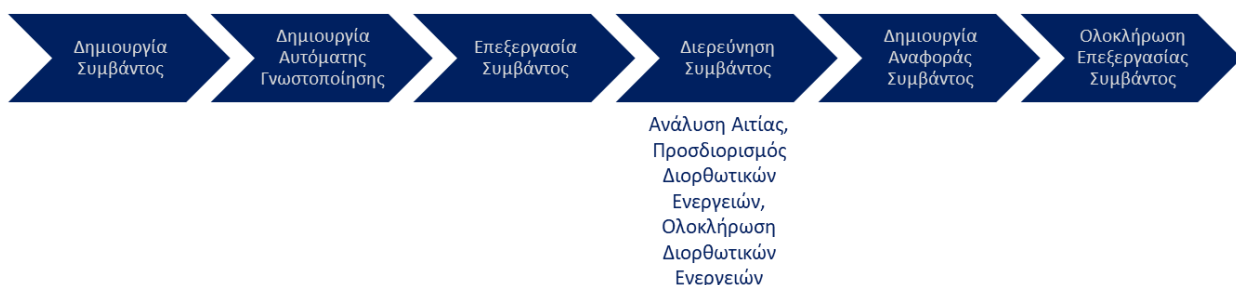 Δημιουργία
Συμβάντος
Δημιουργία
Αυτόματης
Γνωστοποίησης
Επεξεργασία
Συμβάντος
Διερεύνηση
Συμβάντος
Δημιουργία
Αναφοράς
Συμβάντος
Ολοκλήρωση
Επεξεργασίας
Συμβάντος
Ανάλυση Αιτίας,
Προσδιορισμός
Διορθωτικών
Ενεργειών,
Ολοκλήρωση
Διορθωτικών
Ενεργειών